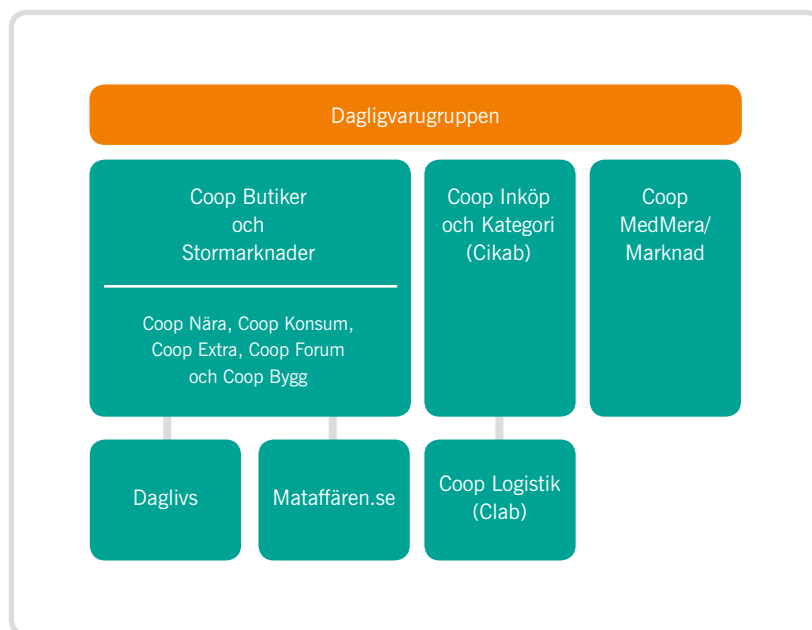 Dagligvarugruppen
Coop Butiker
och
Stormarknader
Coop Nära, Coop Konsum,
Coop Extra, Coop Forum
och Coop Bygg
Coop Inköp
och Kategori
(Cikab)
Coop
MedMera/
Marknad
Daglivs
Mataffären.se
Coop Logistik
(Clab)